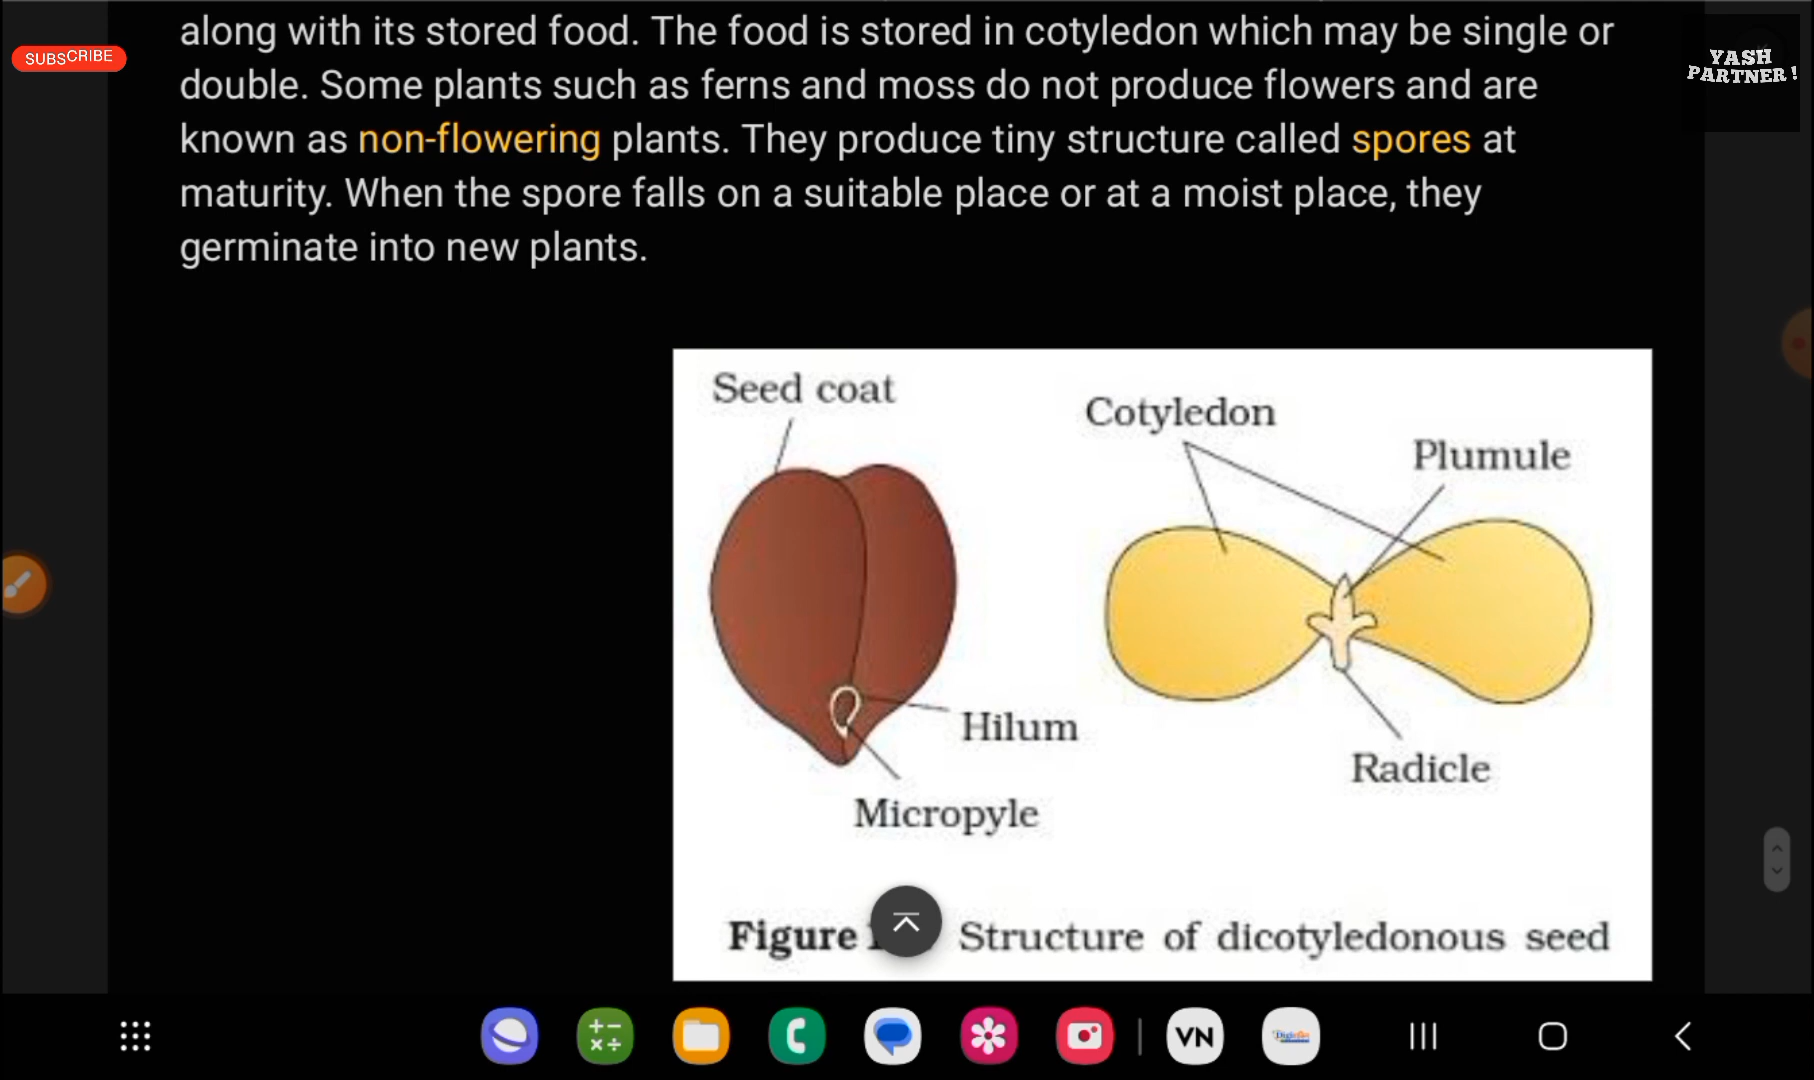 along with its stored food. The food is stored in cotyledon which may be single or
SUBSCRIBE
YASH
PARTNER !
double. Some plants such as ferns and moss do not produce flowers and are
known as non-flowering plants. They produce tiny structure called spores at
maturity. When the spore falls on a suitable place or at a moist place, they
germinate into new plants.
Seed coat
Cotyledon
Plumule
Hilum
Radicle
Micropyle
Figure Structure of dicotyledonous seed
VN